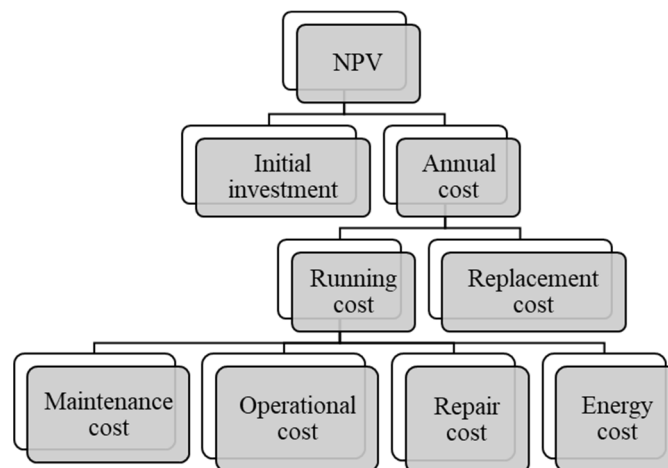 NPV
Initial
investment
Annual
cost
Running
cost
Replacement
cost
Maintenance
cost
Operational
cost
Repair
cost
Energy
cost